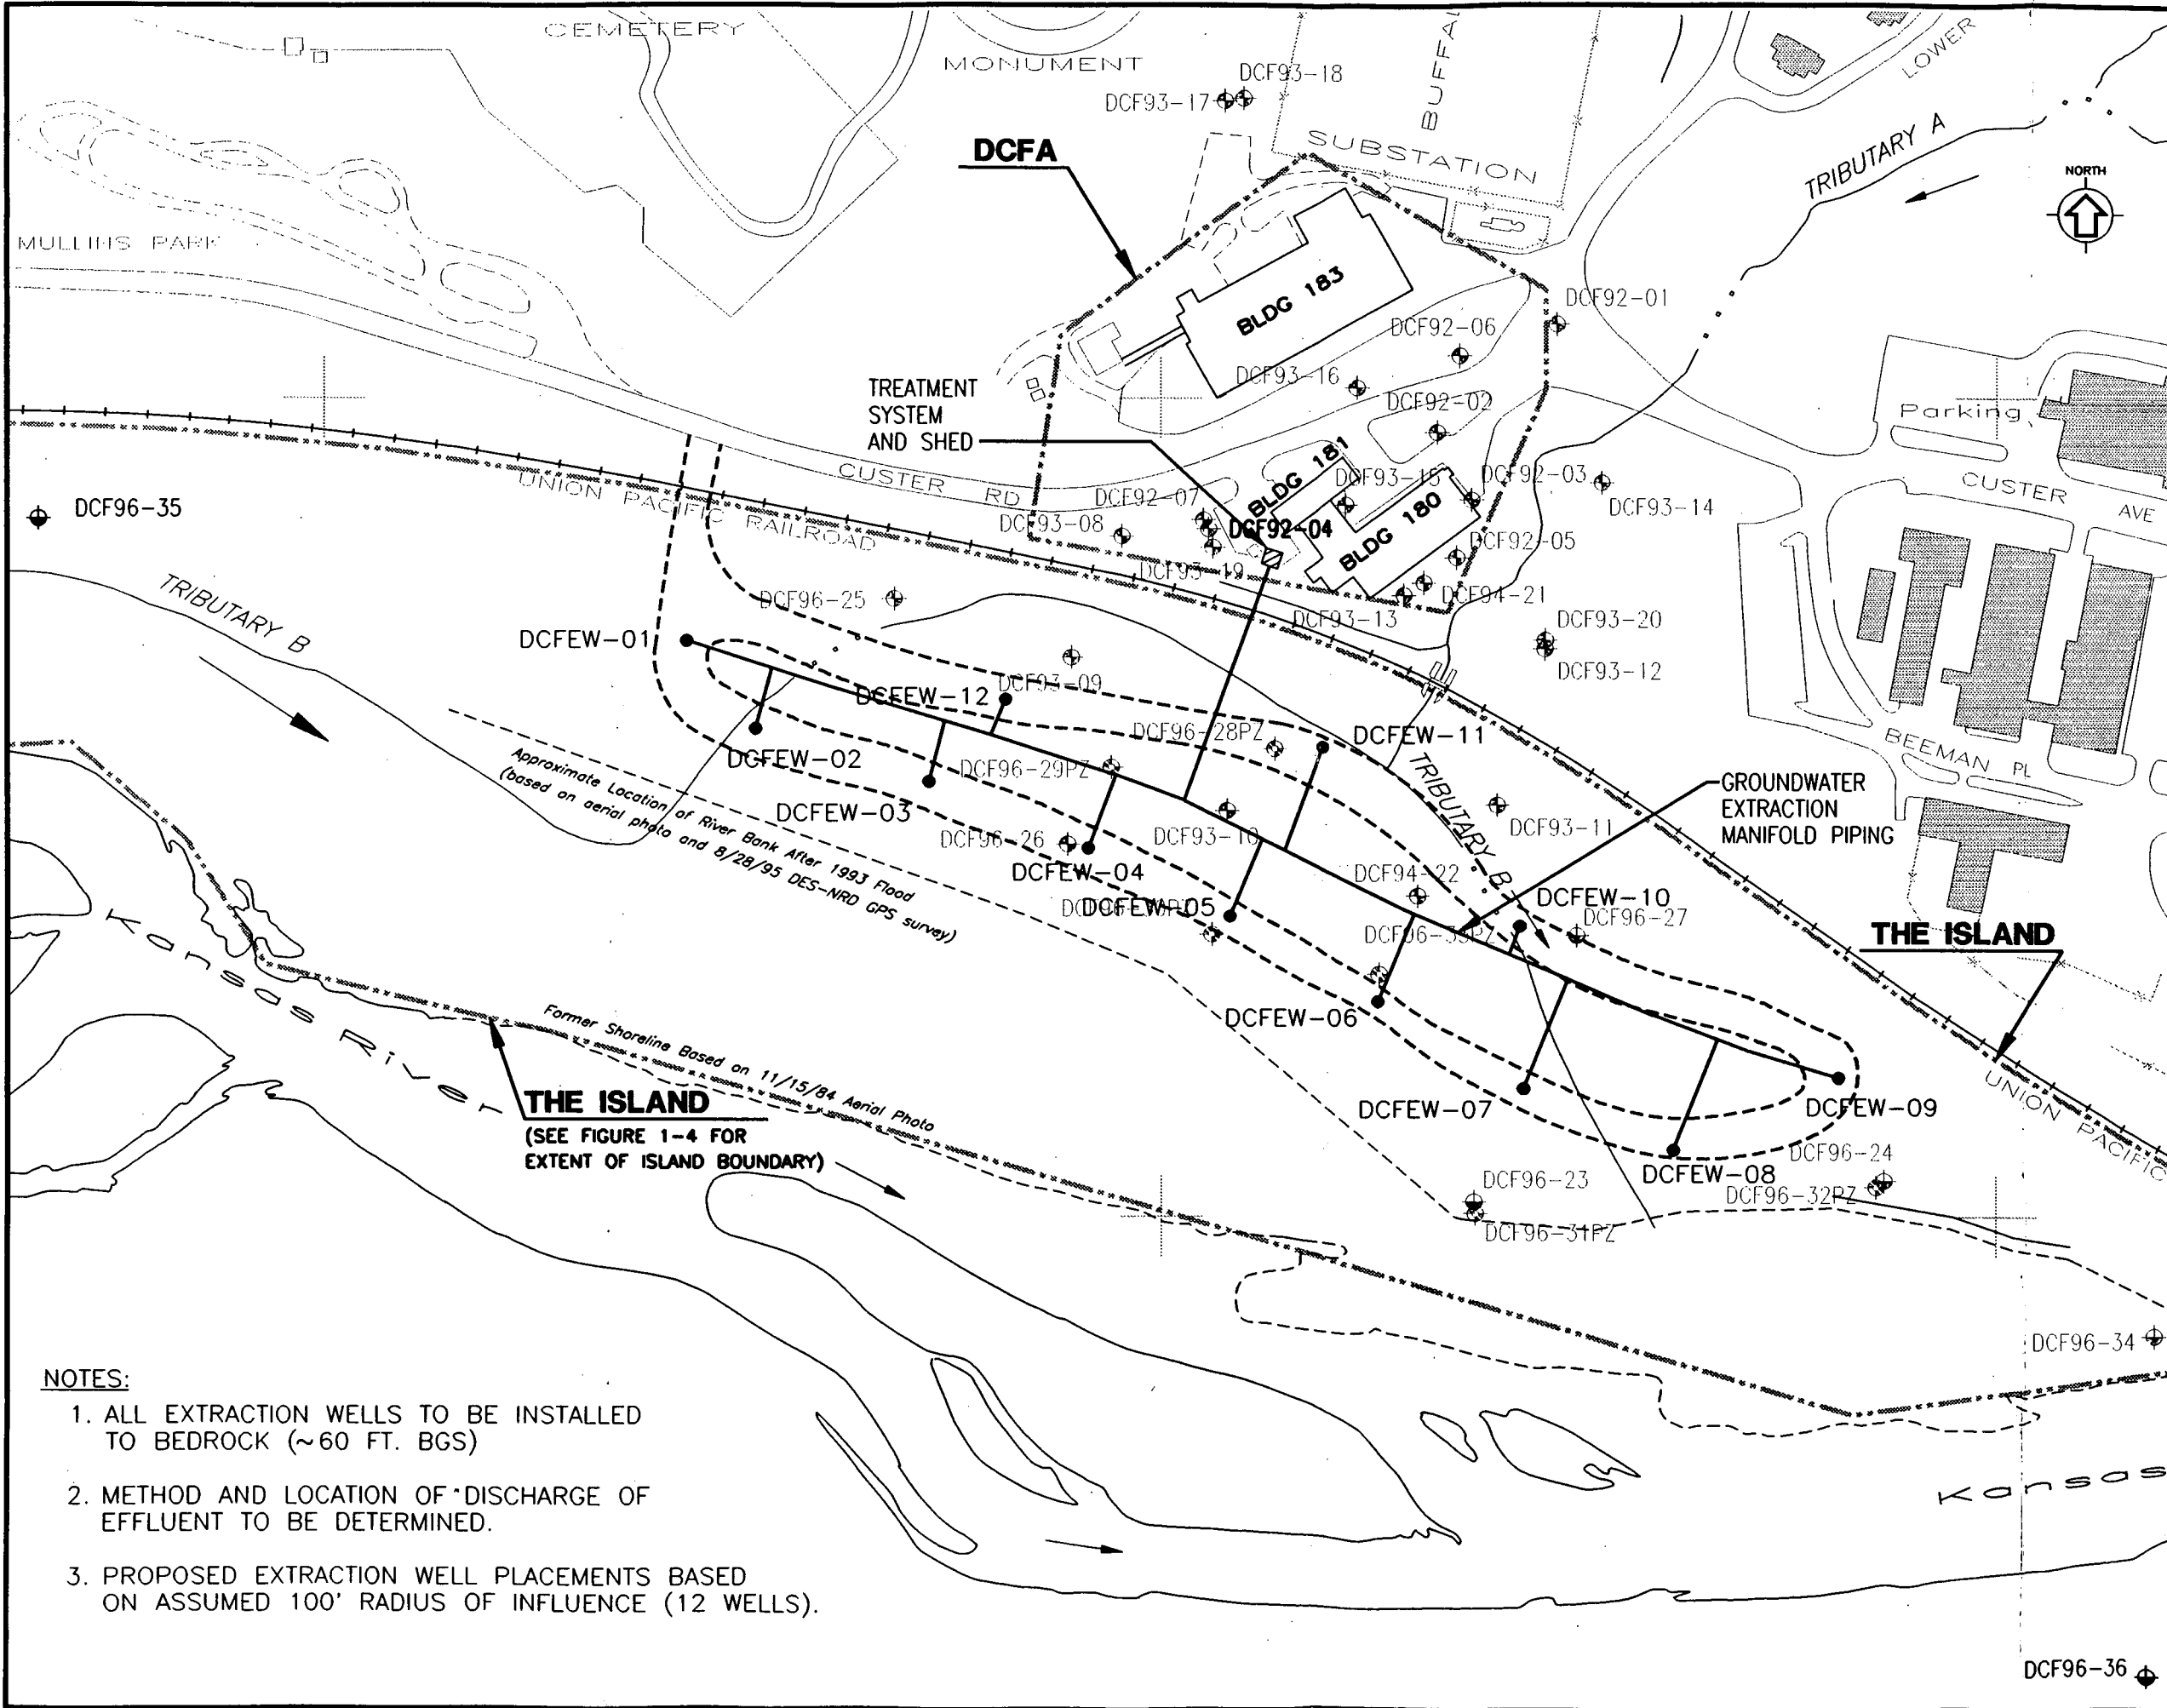 CEMETERY
MONUMENT
SUBSTATION
LOWER
DCF93-18
DCF93-17
DCFA
TRIBUTARY A
NORTH
MULLINS PARK
BLDG 183
DCF92-01
DCF92-06
DCF93-16
DCF92-02
TREATMENT
SYSTEM
AND SHED
Parking
CUSTER RD
UNION PACIFIC RAILROAD
BLDG 181
DCF93-15
DCF92-03
DCF93-14
CUSTER AVE
DCF96-35
DCF92-07
DCF93-08
DCF92-04
BLDG 180
DCF92-05
DCF93-19
DCF94-21
DCF93-13
DCF93-20
DCF93-12
TRIBUTARY B
DCF96-25
DCFEW-01
DCFEW-12
DCF93-09
DCF96-28PZ
DCFEW-11
BEEMAN PL
DCFEW-02
DCF96-29PZ
TRIBUTARY B
GROUNDWATER
EXTRACTION
MANIFOLD PIPING
DCFEW-03
Approximate Location of River Bank After 1993 Flood
(based on aerial photo and 8/28/95 DES-NRD GPS survey)
DCF96-26
DCF93-10
DCF93-11
DCFEW-04
DCF94-22
DCFEW-05
DCFEW-10
DCF96-27
DCF96-33PZ
THE ISLAND
Kansas River
DCFEW-06
Former Shoreline Based on 11/15/84 Aerial Photo
THE ISLAND
(SEE FIGURE 1-4 FOR
EXTENT OF ISLAND BOUNDARY)
DCFEW-07
DCFEW-09
UNION PACIFIC
DCFEW-08
DCF96-24
DCF96-32PZ
DCF96-23
DCF96-31PZ
DCF96-34
Kansas
NOTES:
1. ALL EXTRACTION WELLS TO BE INSTALLED
TO BEDROCK (~60 FT. BGS)
2. METHOD AND LOCATION OF DISCHARGE OF
EFFLUENT TO BE DETERMINED.
3. PROPOSED EXTRACTION WELL PLACEMENTS BASED
ON ASSUMED 100' RADIUS OF INFLUENCE (12 WELLS).
DCF96-36